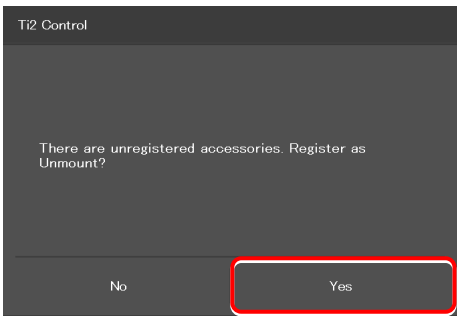 Ti2 Control
There are unregistered accessories. Register as
Unmount?
No
Yes